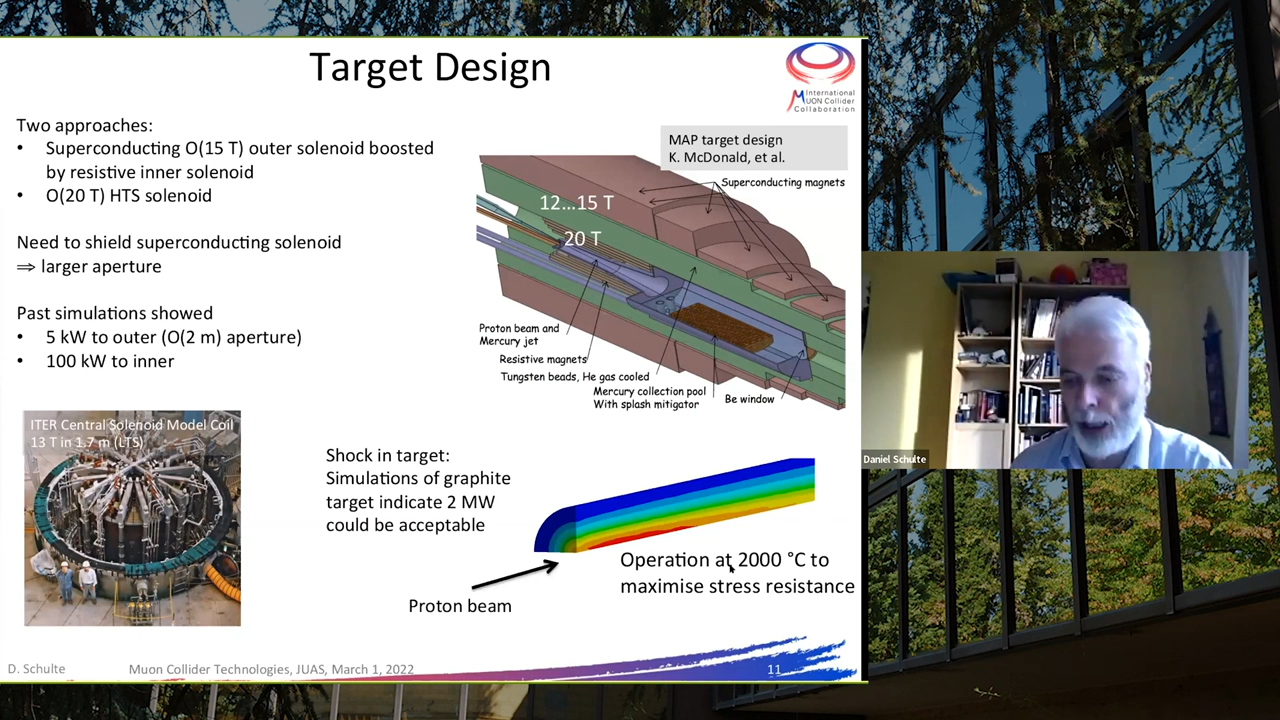 Target Design
International
MUON Collider
Collaboration
Two approaches:
• Superconducting O(15 T) outer solenoid boosted
by resistive inner solenoid
• O(20 T) HTS solenoid
Need to shield superconducting solenoid
⇒ larger aperture
Past simulations showed
• 5 kW to outer (O(2 m) aperture)
• 100 kW to inner
MAP target design
K. McDonald, et al.
Superconducting magnets
12...15 T
20 T
Proton beam and
Mercury jet
Resistive magnets
Tungsten beads, He gas cooled
Mercury collection pool
With splash mitigator
Be window
ITER Central Solenoid Model Coil
13 T in 1.7 m (LTS)
Shock in target:
Simulations of graphite
target indicate 2 MW
could be acceptable
Proton beam
Operation at 2000 °C to
maximise stress resistance
Daniel Schulte
D. Schulte
Muon Collider Technologies, JUAS, March 1, 2022
11